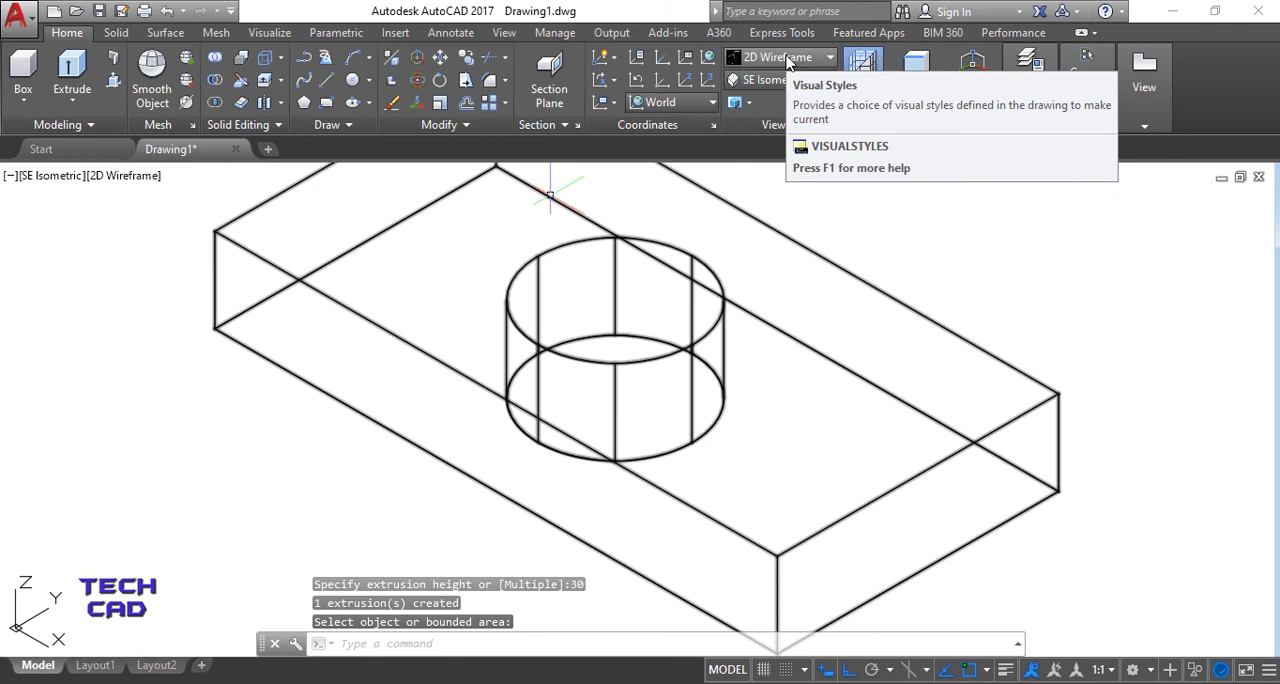 Autodesk AutoCAD 2017 Drawing1.dwg
Type a keyword or phrase
Sign In
Home Solid Surface Mesh Visualize Parametric Insert Annotate View Manage Output Add-ins A360 Express Tools Featured Apps BIM 360 Performance
2D Wireframe
SE Isome
World
Box
Extrude
Smooth
Object
Section
Plane
View
Modeling
Mesh
Solid Editing
Draw
Modify
Section
Coordinates
View
Visual Styles
Provides a choice of visual styles defined in the drawing to make
current
VISUALSTYLES
Press F1 for more help
Start
Drawing1*
[−][SE Isometric][2D Wireframe]
Z
Y
X
TECH
CAD
Specify extrusion height or [Multiple]:30
1 extrusion(s) created
Select object or bounded area:
Type a command
Model Layout1 Layout2
MODEL
1:1